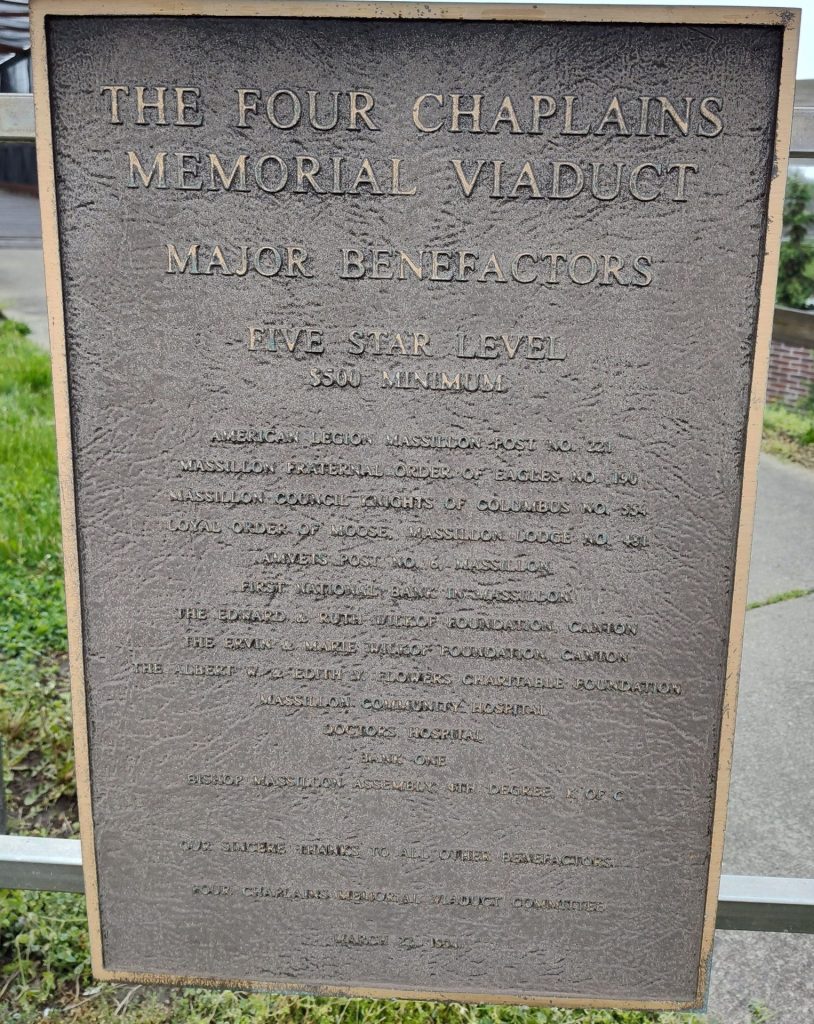 THE FOUR CHAPLAINS
MEMORIAL VIADUCT
MAJOR BENEFACTORS
FIVE STAR LEVEL
$500 MINIMUM
AMERICAN LEGION MASSILLON POST NO. 221
MASSILLON FRATERNAL ORDER OF EAGLES, NO. 190
MASSILLON COUNCIL KNIGHTS OF COLUMBUS NO. 554
LOYAL ORDER OF MOOSE, MASSILLON LODGE NO. 481
AMVETS POST NO. 6, MASSILLON
FIRST NATIONAL BANK IN MASSILLON
THE EDWARD & RUTH WILKOF FOUNDATION, CANTON
THE ERVIN & MARIE WILKOF FOUNDATION, CANTON
THE ALBERT W. & EDITH V. FLOWERS CHARITABLE FOUNDATION
MASSILLON COMMUNITY HOSPITAL
DOCTORS HOSPITAL
BANK ONE
BISHOP MASSILLON ASSEMBLY, 4TH DEGREE, K OF C
OUR SINCERE THANKS TO ALL OTHER BENEFACTORS...
FOUR CHAPLAINS MEMORIAL VIADUCT COMMITTEE
MARCH